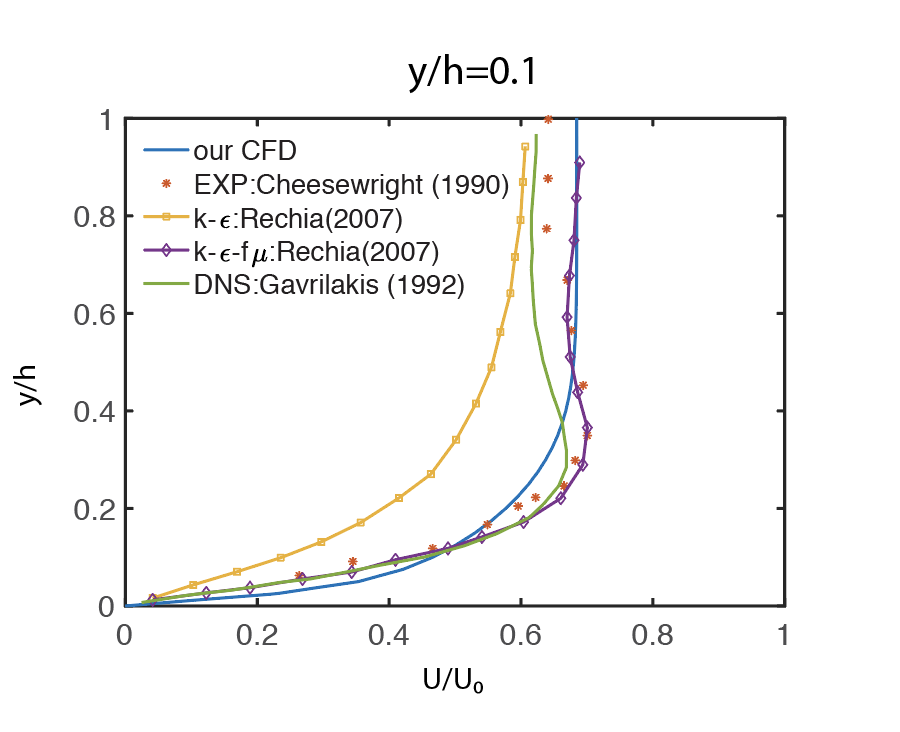 y/h=0.1
our CFD
EXP:Cheesewright (1990)
k-ϵ:Rechia(2007)
k-ϵ-fμ:Rechia(2007)
DNS:Gavrilakis (1992)
1
0.8
0.6
0.4
0.2
0
y/h
0 0.2 0.4 0.6 0.8 1
U/U₀